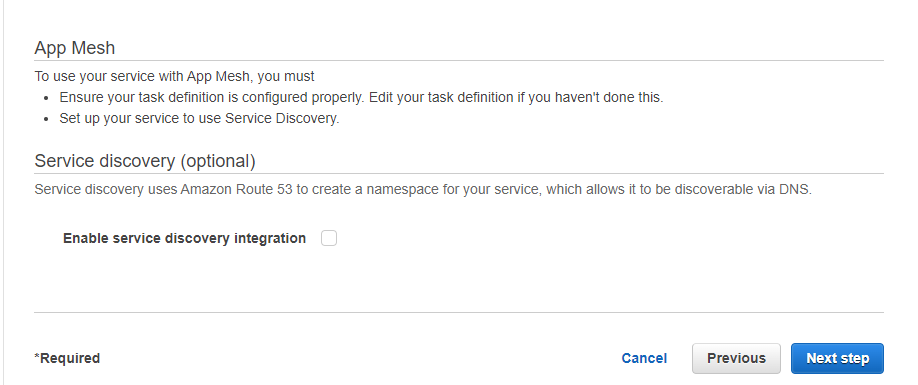 App Mesh
To use your service with App Mesh, you must
• Ensure your task definition is configured properly. Edit your task definition if you haven't done this.
• Set up your service to use Service Discovery.
Service discovery (optional)
Service discovery uses Amazon Route 53 to create a namespace for your service, which allows it to be discoverable via DNS.
Enable service discovery integration
*Required Cancel Previous Next step